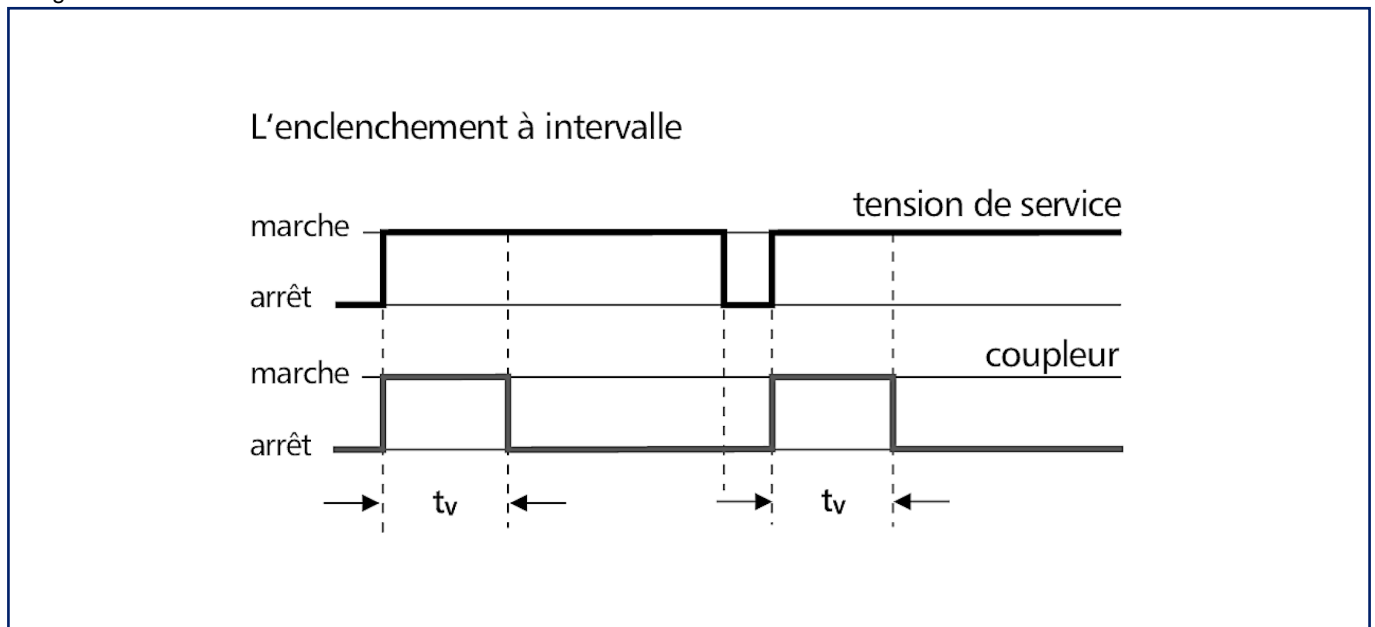 L‘enclenchement à intervalle
tension de service
marche
arrêt
coupleur
marche
arrêt
tv
tv